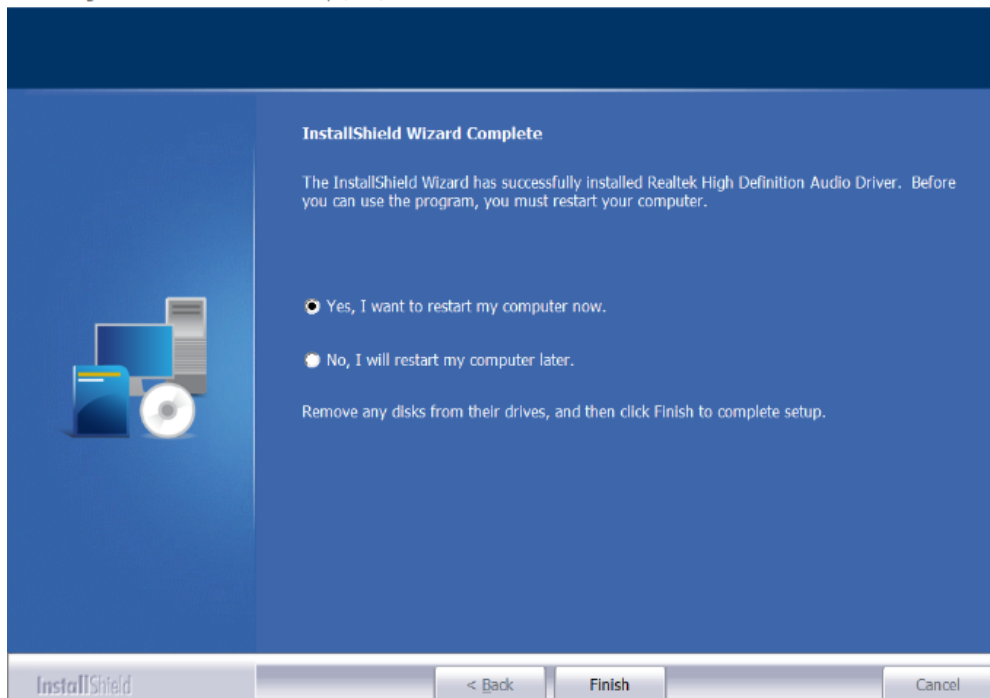 InstallShield Wizard Complete
The InstallShield Wizard has successfully installed Realtek High Definition Audio Driver. Before
you can use the program, you must restart your computer.
Yes, I want to restart my computer now.
No, I will restart my computer later.
Remove any disks from their drives, and then click Finish to complete setup.
InstallShield
< Back
Finish
Cancel